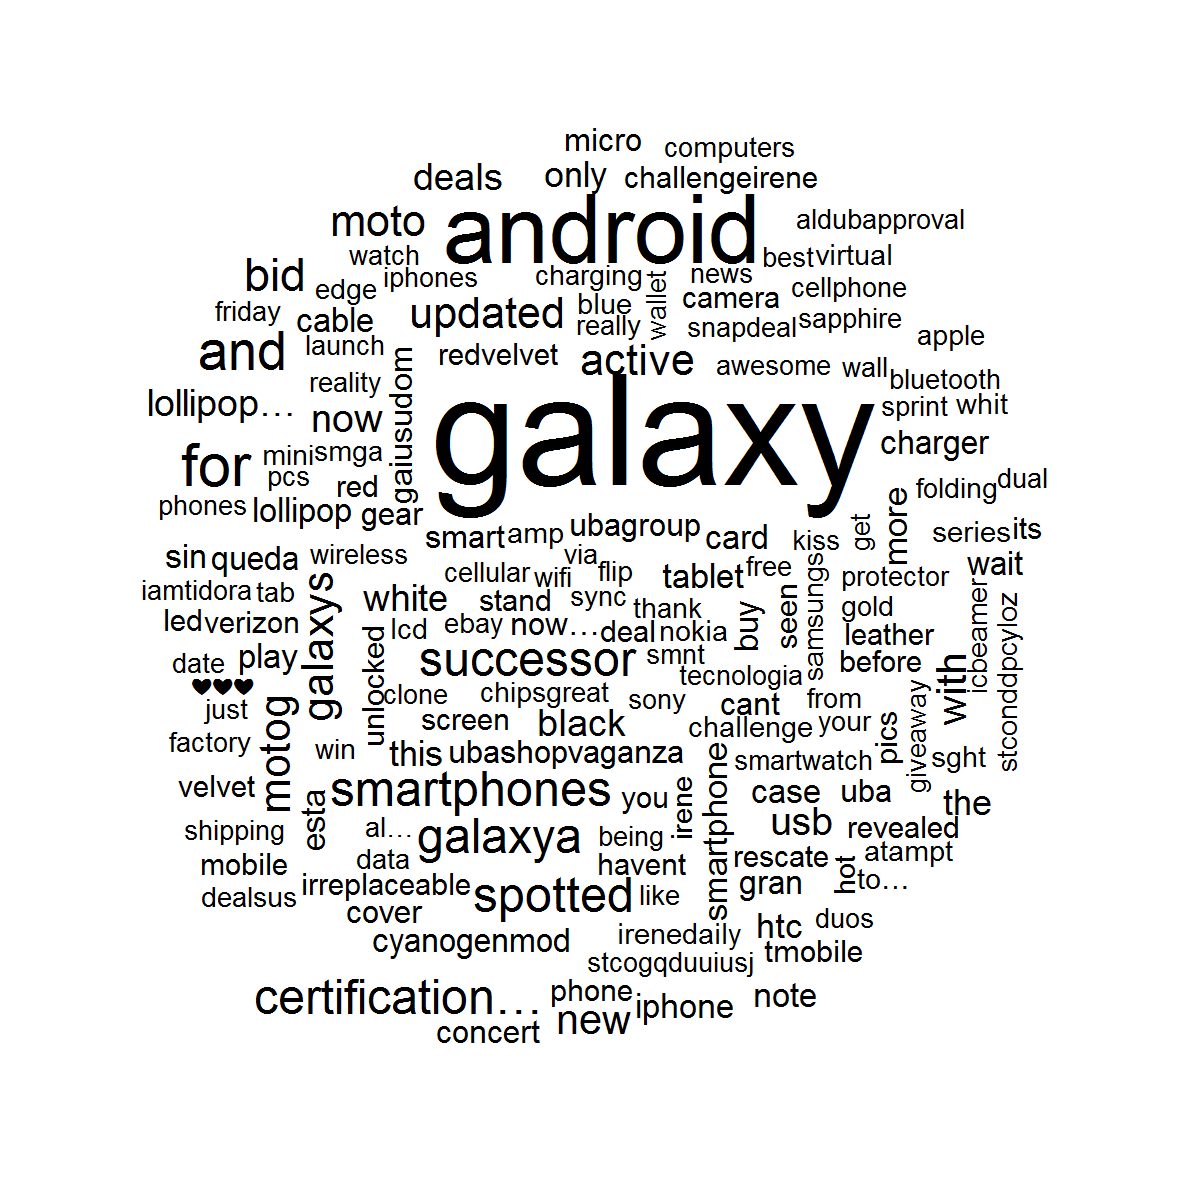 micro
computers
deals
only
challengeirene
moto
android
aldubapproval
watch
best
virtual
bid
edge
iphones
charging
wallet
news
camera
cellphone
friday
cable
updated
blue
really
snapdeal
sapphire
and
launch
redvelvet
active
awesome
wall
apple
reality
gaiusudom
galaxy
bluetooth
lollipop…
now
sprint
whit
for
mini
smga
charger
pcs
red
folding
dual
phones
lollipop
gear
more
smart
amp
ubagroup
card
kiss
get
series
its
sin
queda
wireless
via
wait
cellular
wifi
flip
tablet
free
protector
iamtidora
tab
galaxys
white
stand
sync
thank
buy
seen
samsungs
gold
icbeamer
stconddpcyloz
led
verizon
unlocked
lcd
ebay
now…
deal
nokia
leather
date
play
successor
smnt
tecnologia
before
with
♥♥♥
just
motog
clone
chipsgreat
sony
cant
from
screen
black
challenge
your
pics
giveaway
factory
win
this
ubashopvaganza
smartphone
smartwatch
sght
velvet
esta
smartphones
you
irene
case
uba
the
shipping
al…
galaxya
being
usb
revealed
mobile
data
havent
rescate
hot
atampt
dealsus
irreplaceable
spotted
like
gran
to…
cover
htc
duos
cyanogenmod
irenedaily
tmobile
stcogqduuiusj
certification…
phone
iphone
note
concert
new